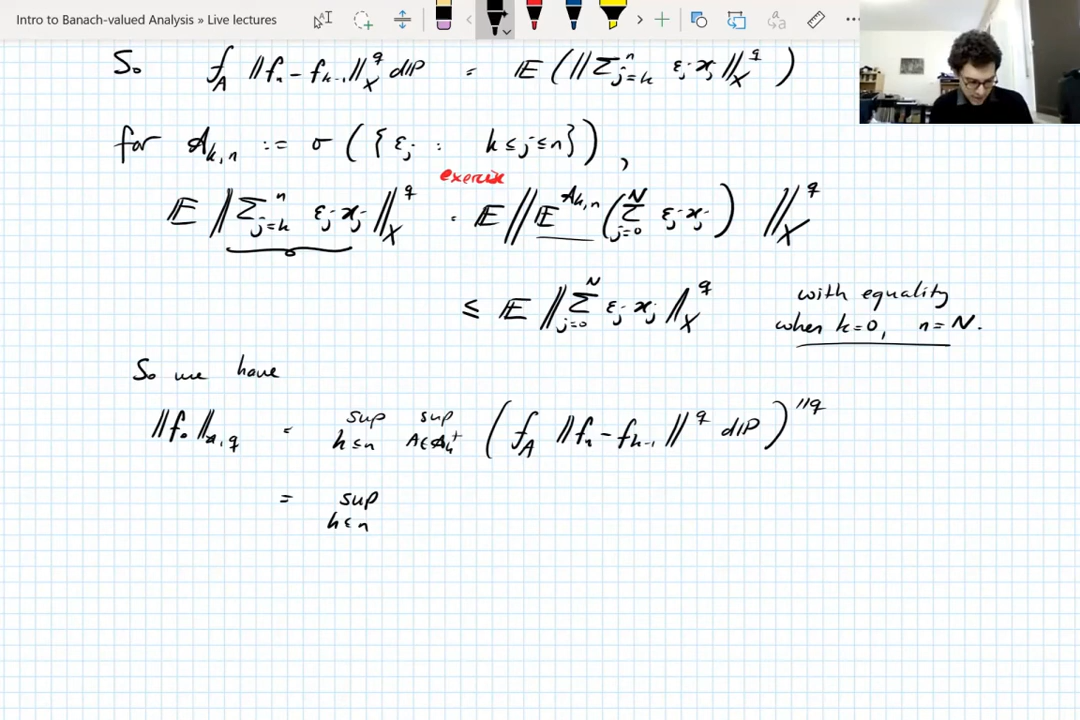 Intro to Banach-valued Analysis » Live lectures
So ⨍_A ‖f_n - f_{k-1}‖_X^q dℙ = 𝔼(‖Σ_{j=k}^n ε_j x_j‖_X^q)
for 𝒜_{k,n} := σ({ε_j : k ≤ j ≤ n}),
exercise
𝔼‖Σ_{j=k}^n ε_j x_j‖_X^q = 𝔼‖𝔼^{𝒜_{k,n}}(Σ_{j=0}^N ε_j x_j)‖_X^q
≤ 𝔼‖Σ_{j=0}^N ε_j x_j‖_X^q with equality
when k=0, n=N.
So we have
‖f_•‖_{𝒜,q} = sup_{k≤n} sup_{A∈𝒜_k^+} (⨍_A ‖f_n - f_{k-1}‖^q dℙ)^{1/q}
= sup_{k≤n}